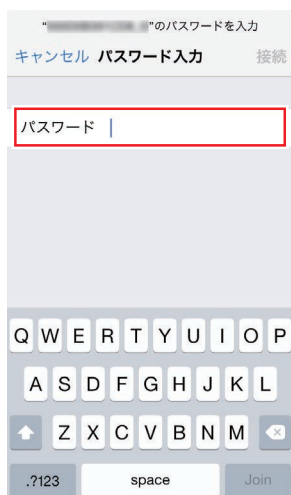 “ ”のパスワードを入力
キャンセル パスワード入力 接続
パスワード
Q W E R T Y U I O P
A S D F G H J K L
Z X C V B N M
.?123 space Join